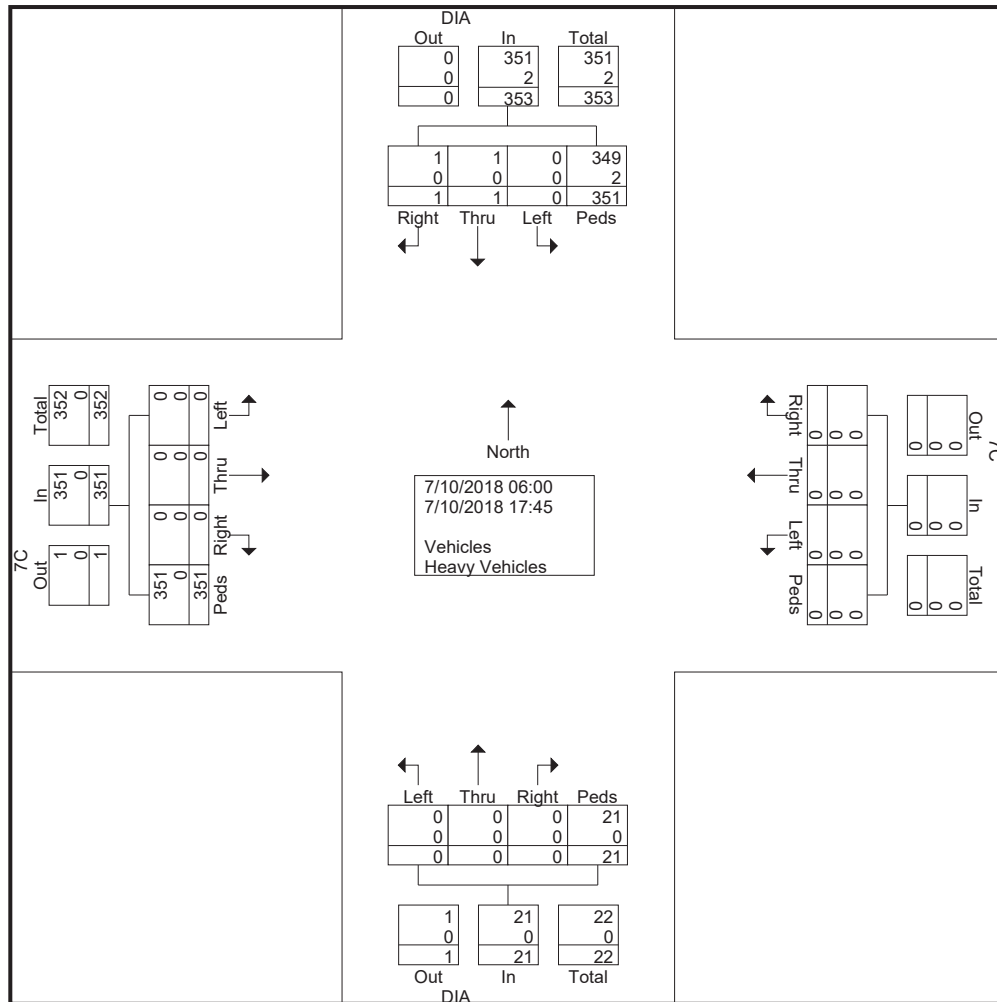 DIA
Out In Total
0 351 351
0 2 2
0 353 353
1 1 0 349
0 0 0 2
1 1 0 351
Right Thru Left Peds
7C
Total In Out
352 351 1
0 0 0
352 351 1
Left Thru Right Peds
0 0 0 351
0 0 0 0
0 0 0 351
North
7/10/2018 06:00
7/10/2018 17:45
Vehicles
Heavy Vehicles
Right Thru Left Peds
0 0 0 0
0 0 0 0
0 0 0 0
7C
Out In Total
0 0 0
0 0 0
0 0 0
Left Thru Right Peds
0 0 0 21
0 0 0 0
0 0 0 21
1 21 22
0 0 0
1 21 22
Out In Total
DIA